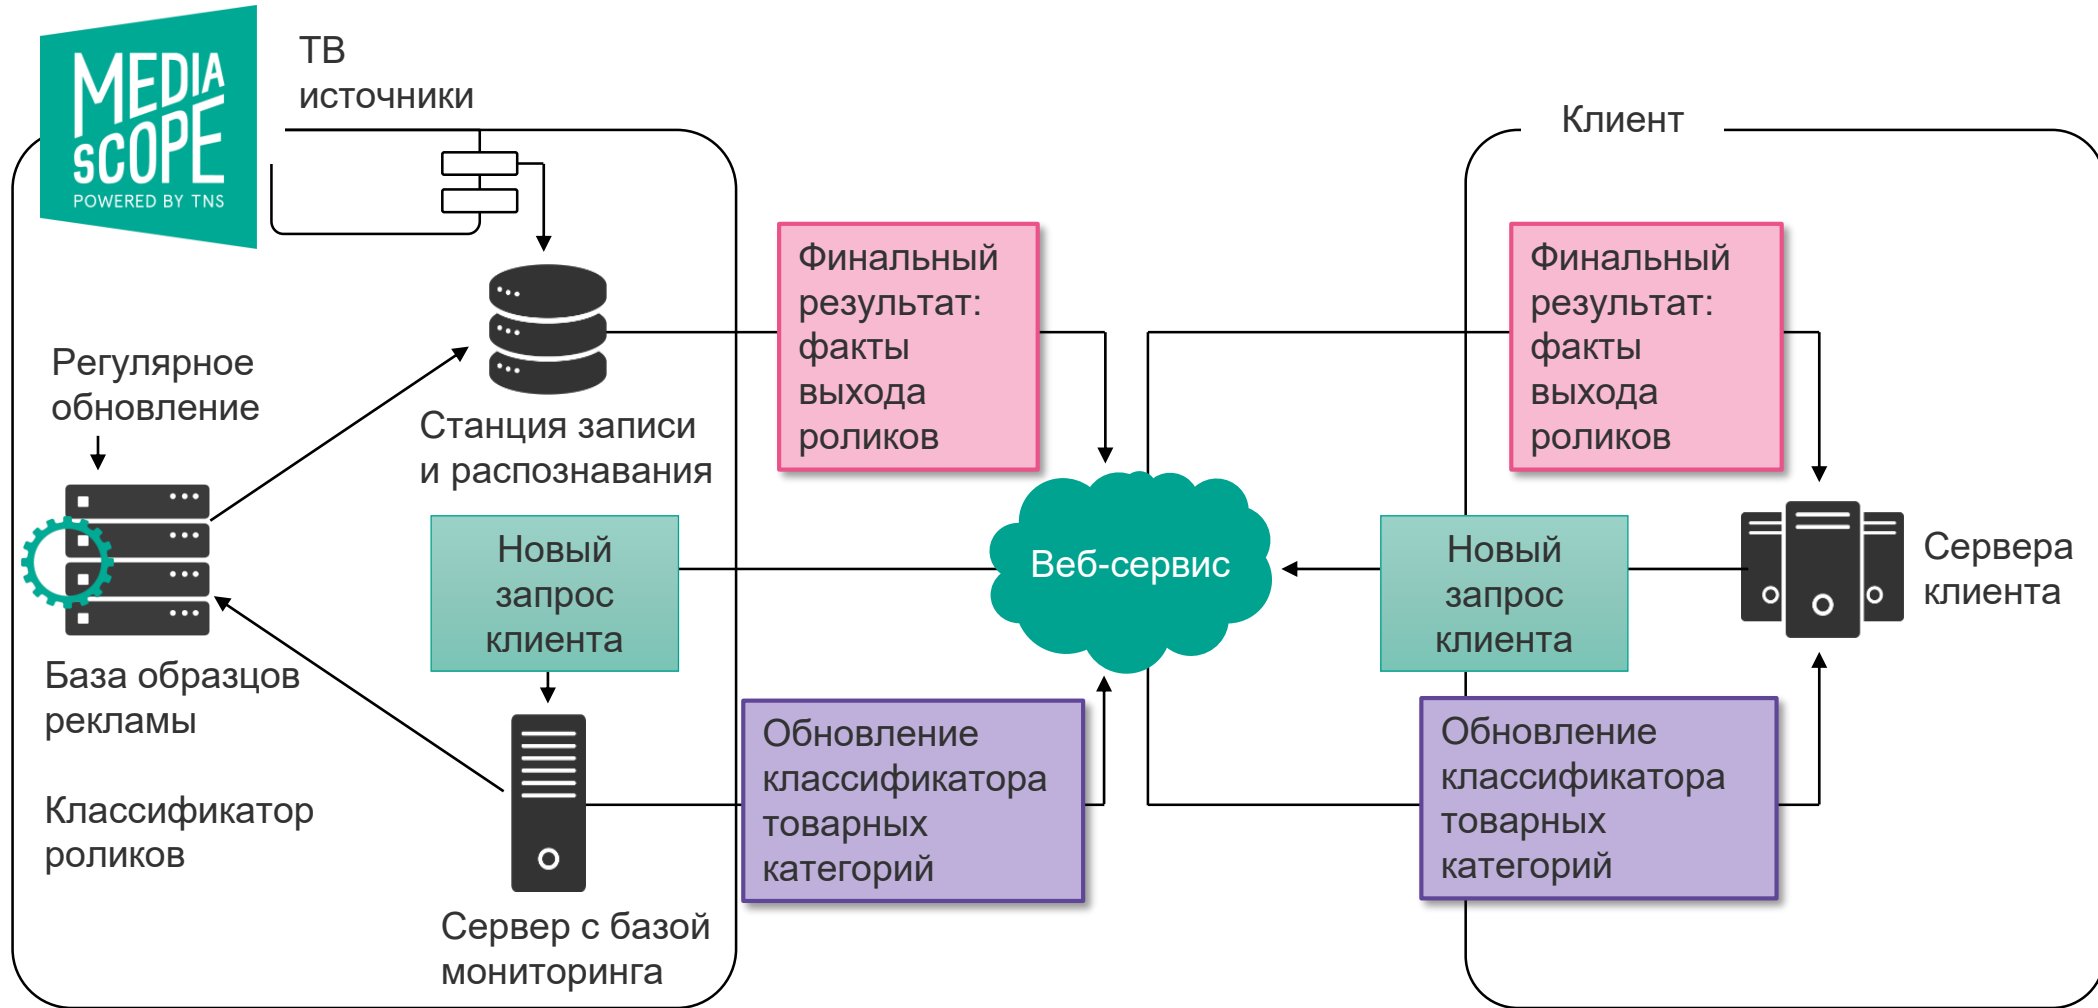 MEDIA
SCOPE
POWERED BY TNS
ТВ
источники
Клиент
Финальный
результат:
факты
выхода
роликов
Финальный
результат:
факты
выхода
роликов
Регулярное
обновление
Станция записи
и распознавания
Новый
запрос
клиента
Веб-сервис
Новый
запрос
клиента
Сервера
клиента
База образцов
рекламы
Классификатор
роликов
Обновление
классификатора
товарных
категорий
Обновление
классификатора
товарных
категорий
Сервер с базой
мониторинга